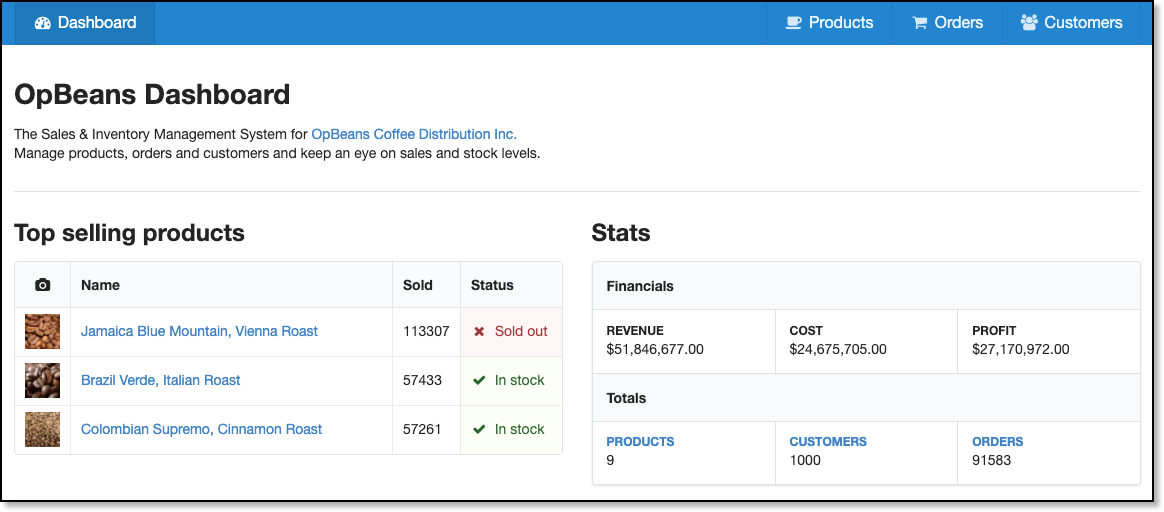 Dashboard Products Orders Customers
OpBeans Dashboard
The Sales & Inventory Management System for OpBeans Coffee Distribution Inc.
Manage products, orders and customers and keep an eye on sales and stock levels.
Top selling products
Name Sold Status
Jamaica Blue Mountain, Vienna Roast 113307 Sold out
Brazil Verde, Italian Roast 57433 In stock
Colombian Supremo, Cinnamon Roast 57261 In stock
Stats
Financials
REVENUE COST PROFIT
$51,846,677.00 $24,675,705.00 $27,170,972.00
Totals
PRODUCTS CUSTOMERS ORDERS
9 1000 91583